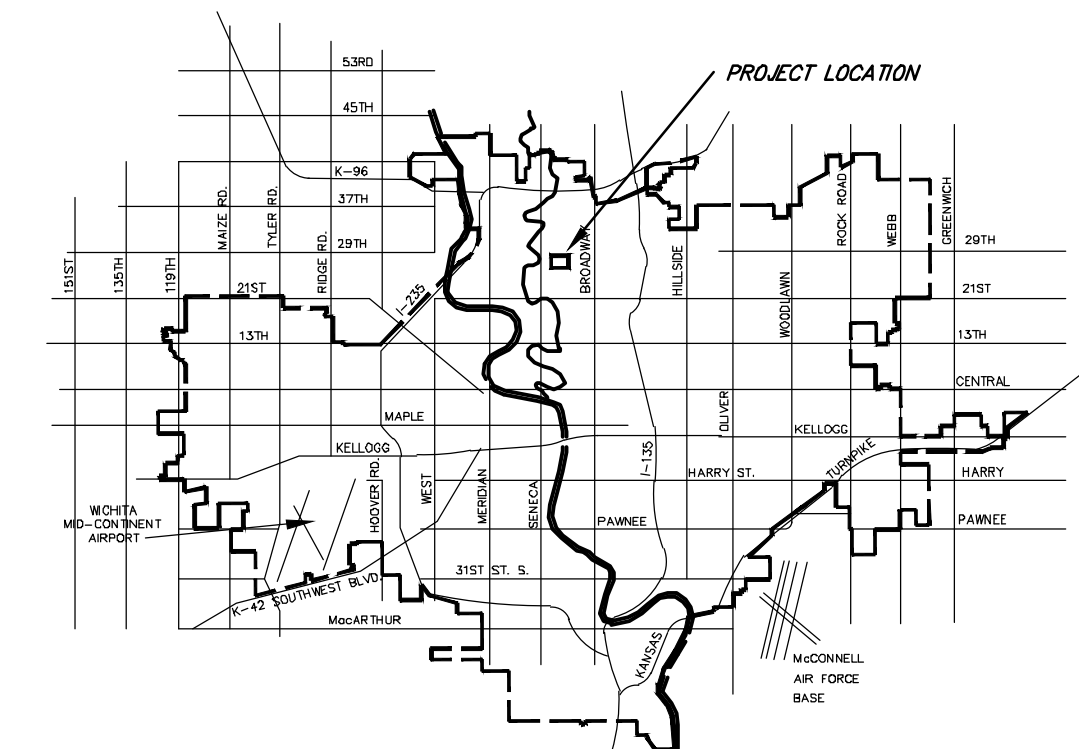 53RD
PROJECT LOCATION
45TH
K-96
37TH
MAIZE RD.
TYLER RD.
RIDGE RD.
29TH
BROADWAY
HILLSIDE
ROCK ROAD
WEBB
GREENWICH
29TH
151ST
135TH
119TH
21ST
I-235
WOODLAWN
21ST
13TH
13TH
CENTRAL
MAPLE
OLIVER
KELLOGG
KELLOGG
I-135
TURNPIKE
HOOVER RD.
WEST
MERIDIAN
SENECA
HARRY ST.
HARRY
WICHITA
MID-CONTINENT
AIRPORT
PAWNEE
PAWNEE
31ST ST. S.
K-42 SOUTHWEST BLVD.
MacARTHUR
KANSAS
McCONNELL
AIR FORCE
BASE